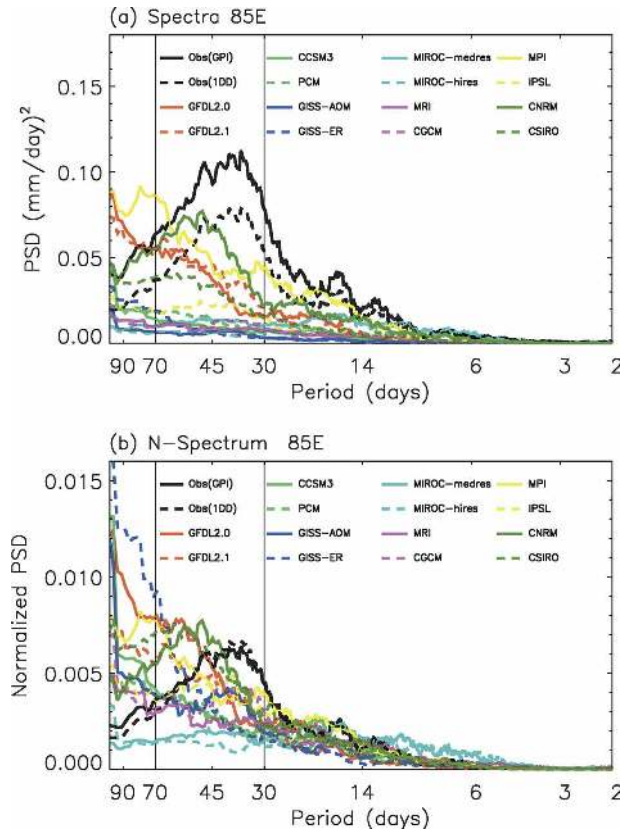 (a) Spectra 85E
PSD (mm/day)²
0.15
0.10
0.05
0.00
Obs(GPI) CCSM3 MIROC-medres MPI
Obs(1DD) PCM MIROC-hires IPSL
GFDL2.0 GISS-AOM MRI CNRM
GFDL2.1 GISS-ER CGCM CSIRO
90 70 45 30 14 6 3 2
Period (days)
(b) N-Spectrum 85E
Normalized PSD
0.015
0.010
0.005
0.000
Obs(GPI) CCSM3 MIROC-medres MPI
Obs(1DD) PCM MIROC-hires IPSL
GFDL2.0 GISS-AOM MRI CNRM
GFDL2.1 GISS-ER CGCM CSIRO
90 70 45 30 14 6 3 2
Period (days)